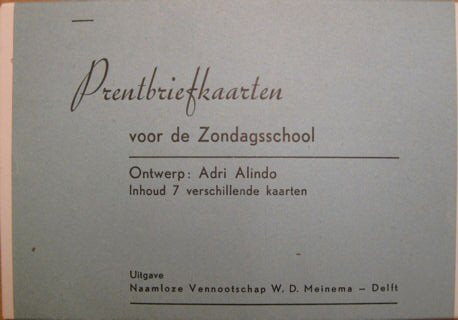 Prentbriefkaarten
voor de Zondagsschool
Ontwerp: Adri Alindo
Inhoud 7 verschillende kaarten
Uitgave
Naamloze Vennootschap W. D. Meinema – Delft